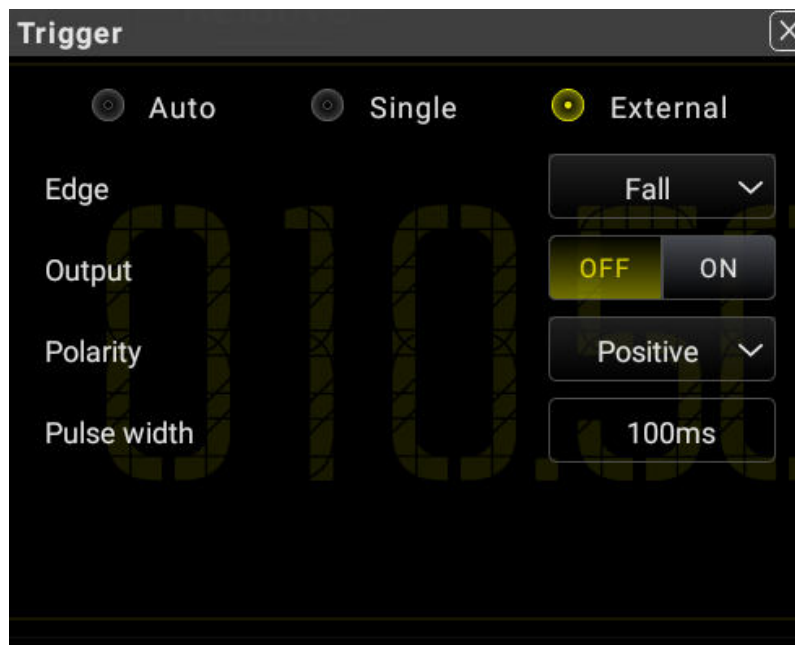 Trigger
Auto Single External
Edge Fall
Output OFF ON
Polarity Positive
Pulse width 100ms